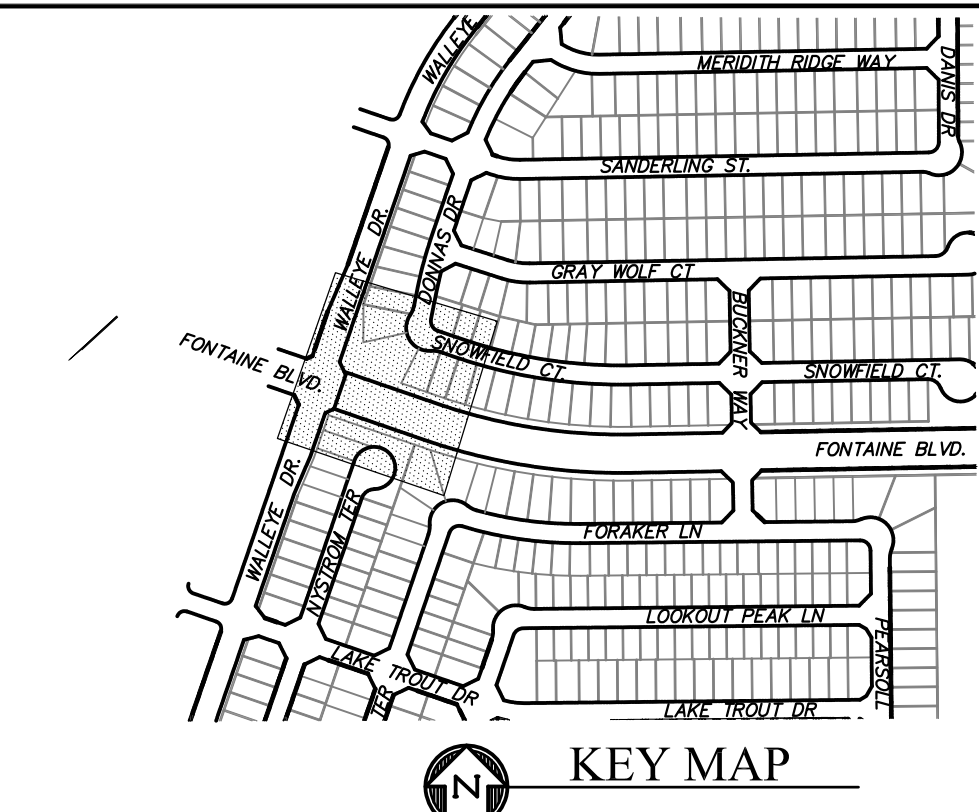 WALLEYE
MERIDITH RIDGE WAY
DANIS DR
SANDERLING ST.
WALLEYE DR.
DONNAS DR
GRAY WOLF CT
BUCKNER WAY
FONTAINE BLVD.
SNOWFIELD CT.
SNOWFIELD CT.
FONTAINE BLVD.
WALLEYE DR.
NYSTROM TER
FORAKER LN
LOOKOUT PEAK LN
PEARSOLL
LAKE TROUT DR
TER
LAKE TROUT DR
N
KEY MAP